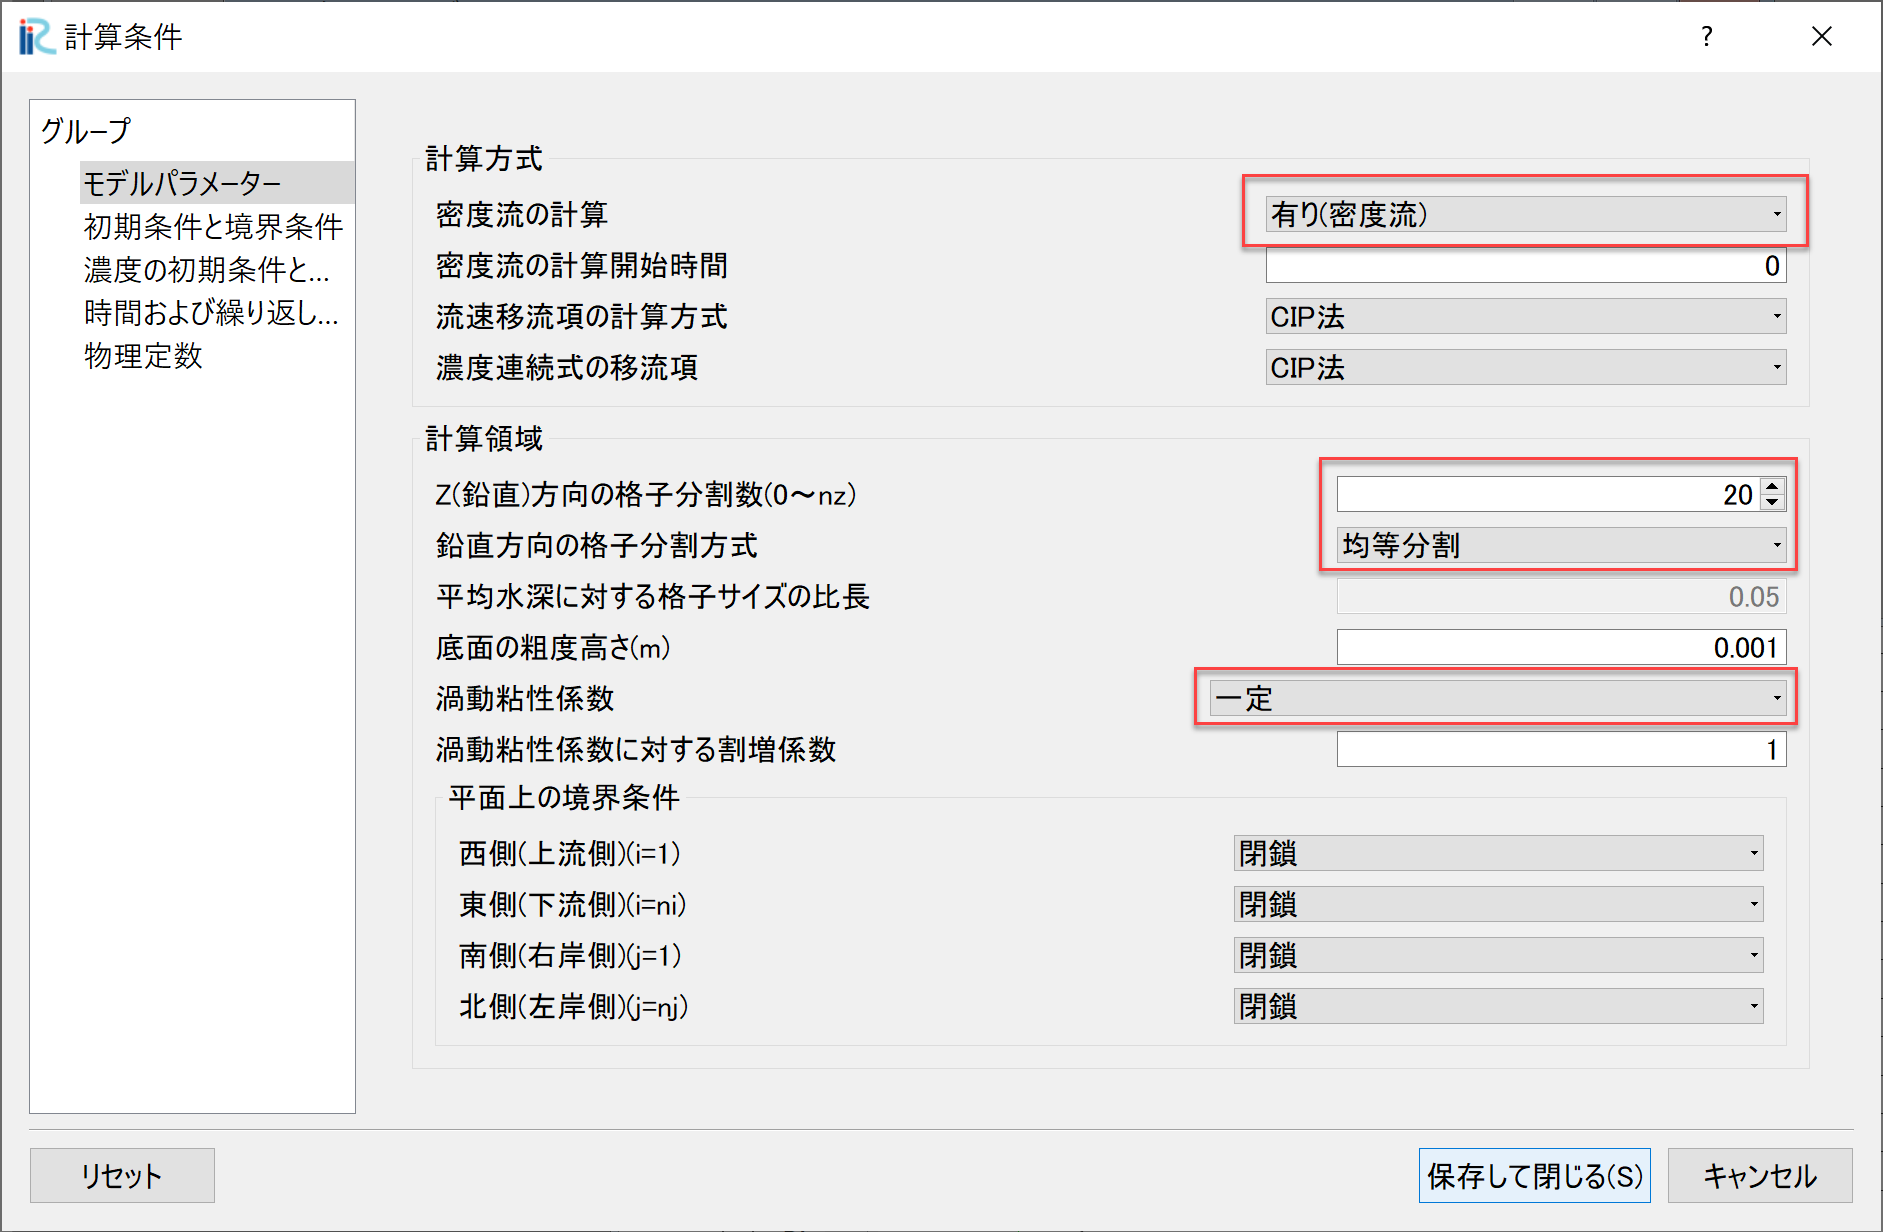 iRIC 計算条件 ?
グループ
モデルパラメーター
初期条件と境界条件
濃度の初期条件と...
時間および繰り返し...
物理定数
計算方式
密度流の計算 有り(密度流)
密度流の計算開始時間 0
流速移流項の計算方式 CIP法
濃度連続式の移流項 CIP法
計算領域
Z(鉛直)方向の格子分割数(0～nz) 20
鉛直方向の格子分割方式 均等分割
平均水深に対する格子サイズの比長 0.05
底面の粗度高さ(m) 0.001
渦動粘性係数 一定
渦動粘性係数に対する割増係数 1
平面上の境界条件
西側(上流側)(i=1) 閉鎖
東側(下流側)(i=ni) 閉鎖
南側(右岸側)(j=1) 閉鎖
北側(左岸側)(j=nj) 閉鎖
リセット 保存して閉じる(S) キャンセル